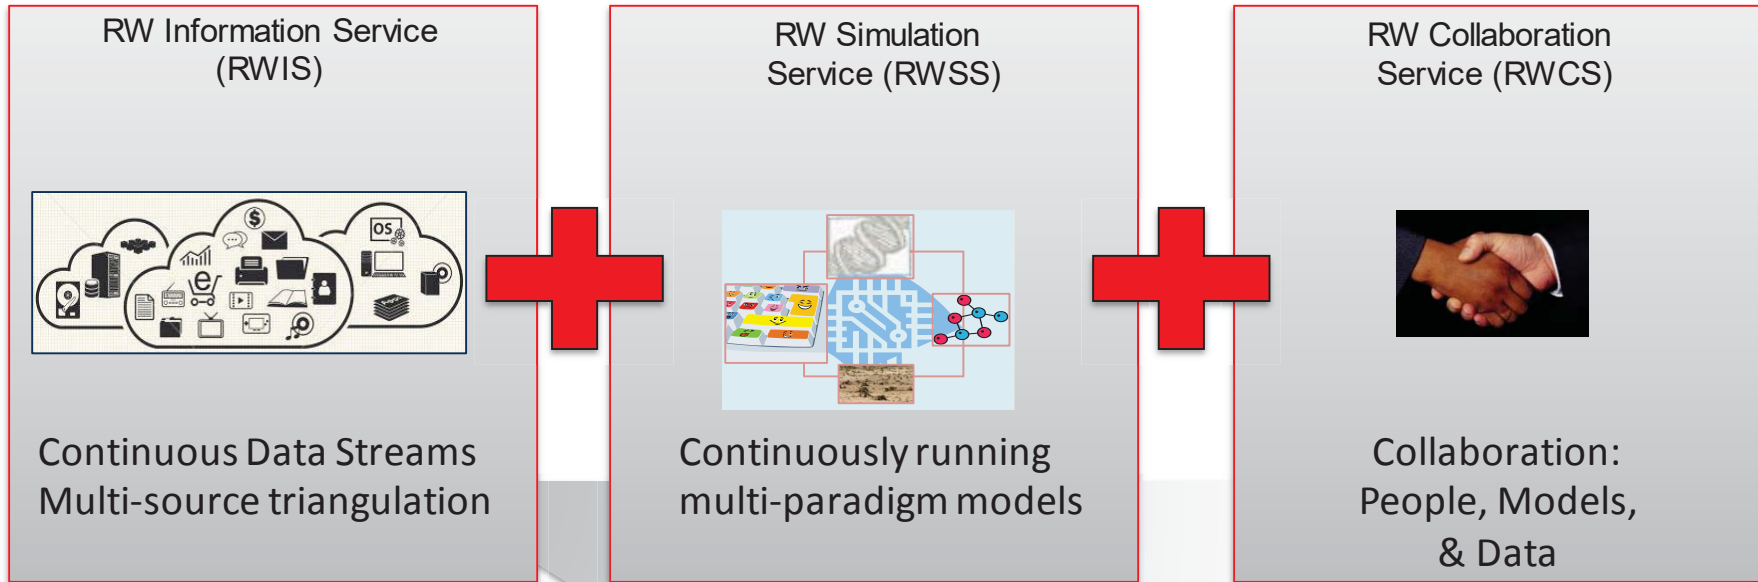 RW Information Service
(RWIS)
$
OS
e
Continuous Data Streams
Multi-source triangulation
RW Simulation
Service (RWSS)
Continuously running
multi-paradigm models
RW Collaboration
Service (RWCS)
Collaboration:
People, Models,
& Data